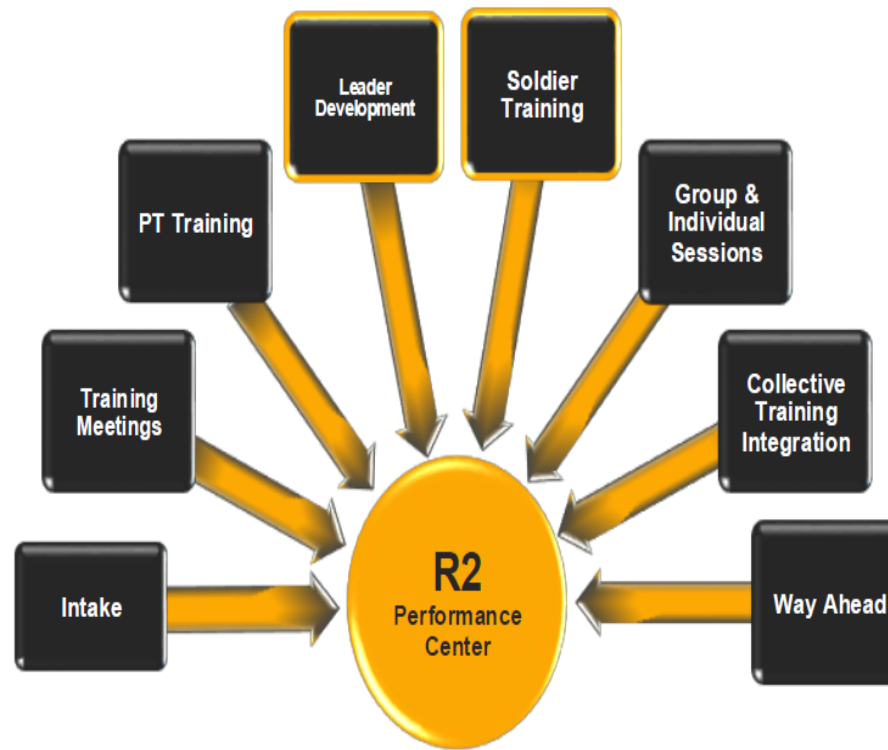 Leader
Development
Soldier
Training
PT Training
Group &
Individual
Sessions
Training
Meetings
Collective
Training
Integration
Intake
R2
Performance
Center
Way Ahead